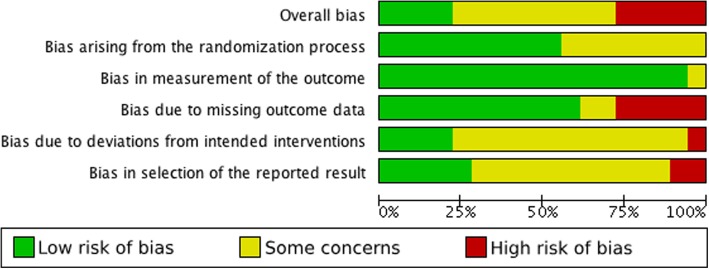 Overall bias
Bias arising from the randomization process
Bias in measurement of the outcome
Bias due to missing outcome data
Bias due to deviations from intended interventions
Bias in selection of the reported result
0% 25% 50% 75% 100%
Low risk of bias Some concerns High risk of bias